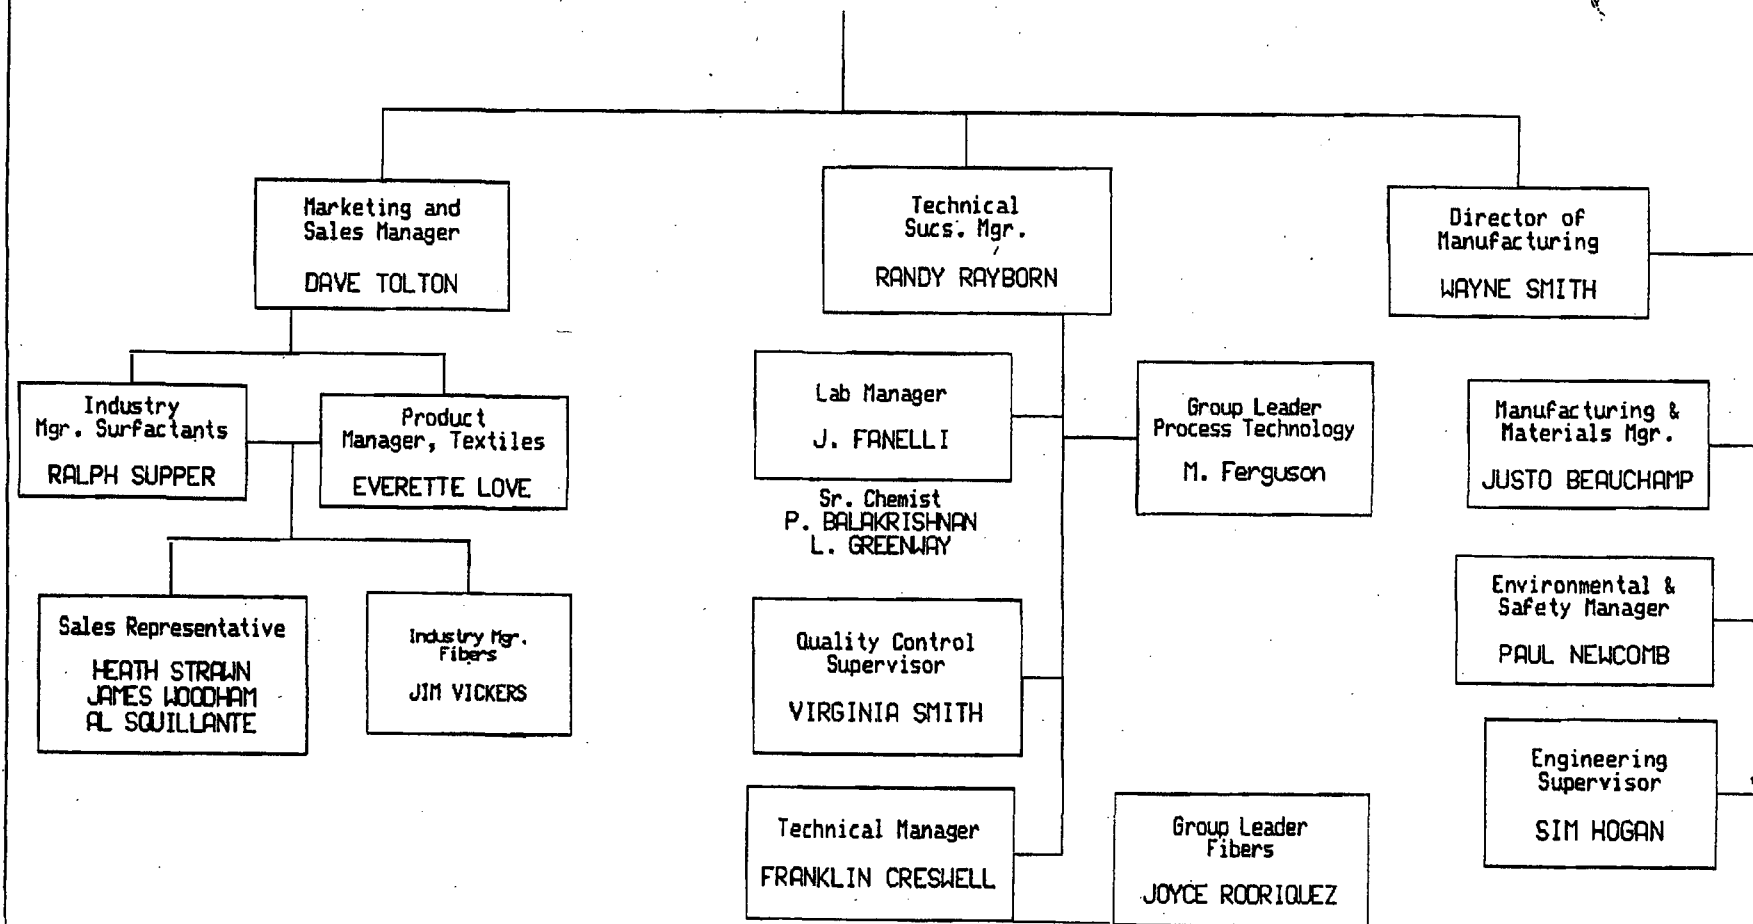 Marketing and
Sales Manager
DAVE TOLTON
Technical
Sucs. Mgr.
RANDY RAYBORN
Director of
Manufacturing
WAYNE SMITH
Industry
Mgr. Surfactants
RALPH SUPPER
Product
Manager, Textiles
EVERETTE LOVE
Lab Manager
J. FANELLI
Sr. Chemist
P. BALAKRISHNAN
L. GREENWAY
Group Leader
Process Technology
M. Ferguson
Manufacturing &
Materials Mgr.
JUSTO BEAUCHAMP
Sales Representative
HEATH STRAWN
JAMES WOODHAM
AL SQUILLANTE
Industry Mgr.
Fibers
JIM VICKERS
Quality Control
Supervisor
VIRGINIA SMITH
Environmental &
Safety Manager
PAUL NEWCOMB
Technical Manager
FRANKLIN CRESWELL
Group Leader
Fibers
JOYCE RODRIQUEZ
Engineering
Supervisor
SIM HOGAN